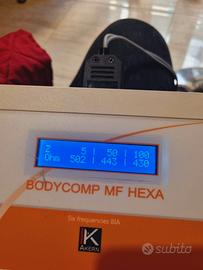 Z 5 | 50 | 100
Ohm 502 | 443 | 430
BODYCOMP MF HEXA
Six frequencies BIA
K
AKERN
subito